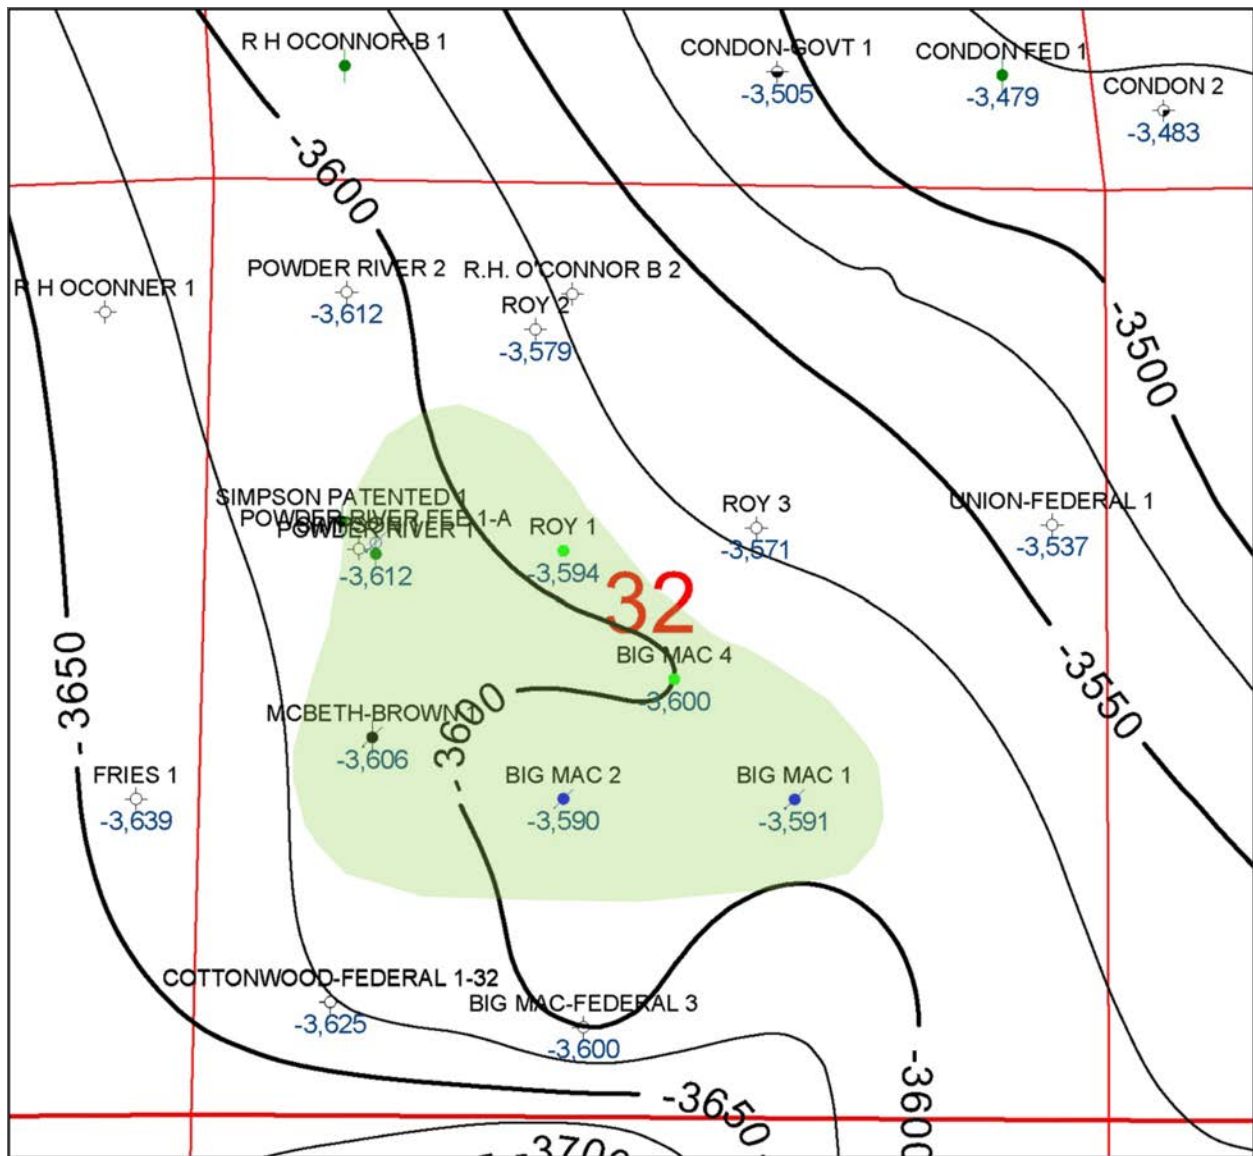 R H OCONNOR-B 1
CONDON-GOVT 1
-3,505
CONDON FED 1
-3,479
CONDON 2
-3,483
-3600
POWDER RIVER 2
-3,612
R.H. O'CONNOR B 2
ROY 2
-3,579
R H OCONNER 1
-3500
SIMPSON PATENTED 1
POWDER RIVER FEE 1-A
POWDER RIVER 1
-3,612
ROY 1
-3,594
ROY 3
-3,571
UNION-FEDERAL 1
-3,537
32
BIG MAC 4
-3,600
-3650
-3550
MCBETH-BROWN 1
-3,606
-3600
FRIES 1
-3,639
BIG MAC 2
-3,590
BIG MAC 1
-3,591
COTTONWOOD-FEDERAL 1-32
-3,625
BIG MAC-FEDERAL 3
-3,600
-3600
-3650
-3700